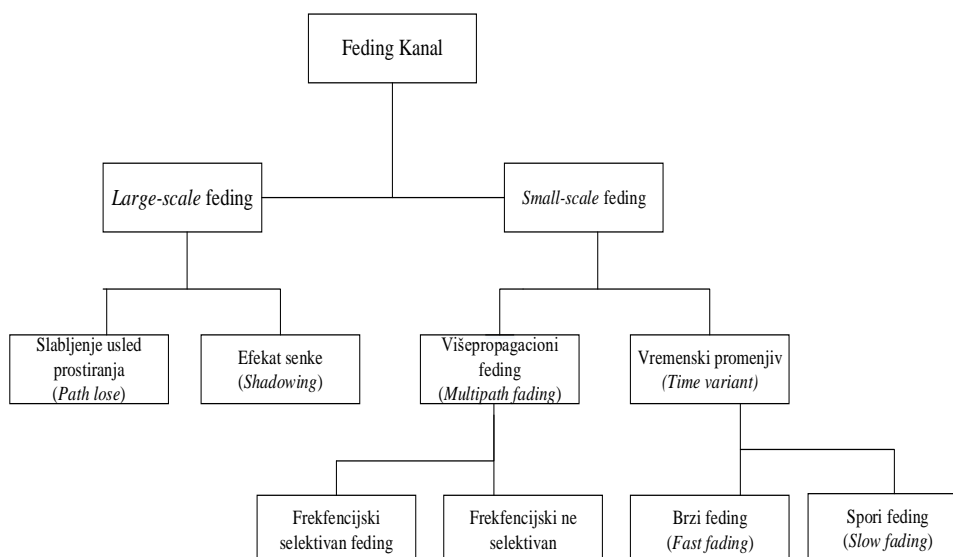 Feding Kanal
Large-scale feding
Small-scale feding
Slabljenje usled
prostiranja
(Path lose)
Efekat senke
(Shadowing)
Višepropagacioni
feding
(Multipath fading)
Vremenski promenjiv
(Time variant)
Frekfencijski
selektivan feding
Frekfencijski ne
selektivan
Brzi feding
(Fast fading)
Spori feding
(Slow fading)